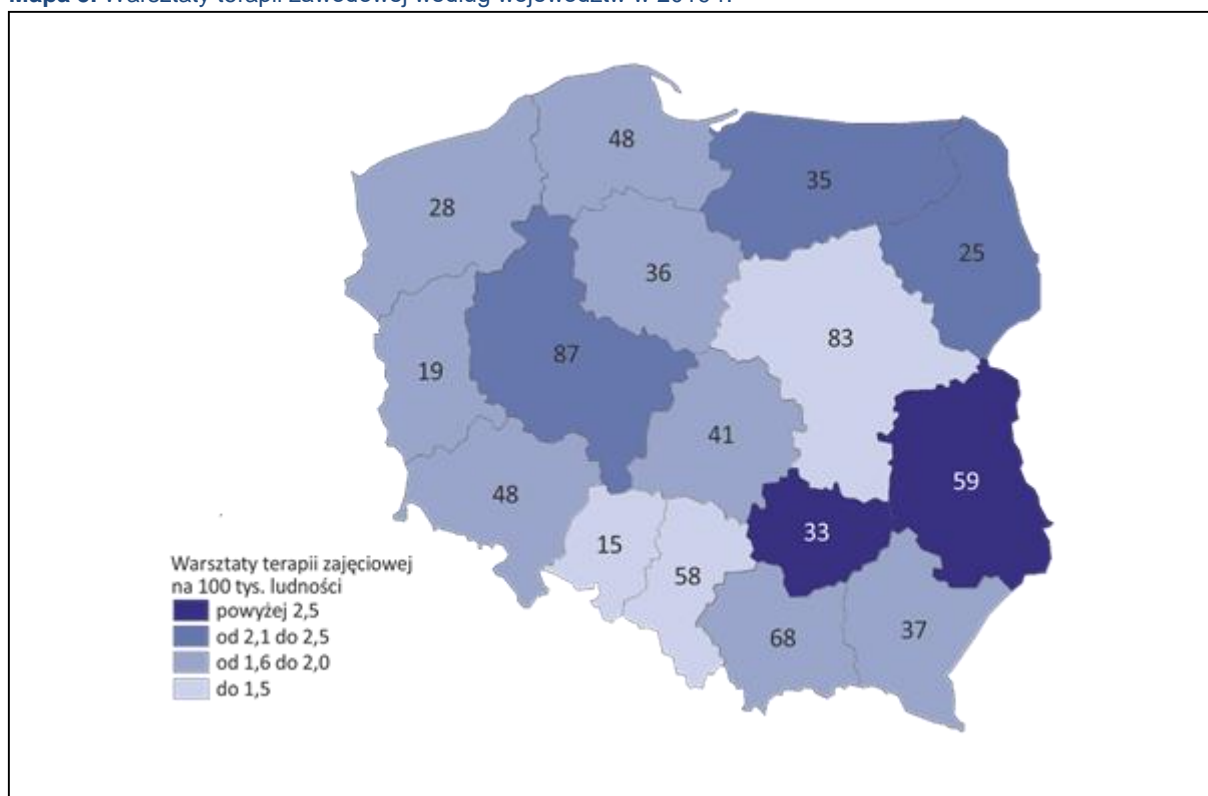 48
35
28
25
36
83
87
19
41
59
48
33
15
58
68
37
Warsztaty terapii zajęciowej
na 100 tys. ludności
powyżej 2,5
od 2,1 do 2,5
od 1,6 do 2,0
do 1,5